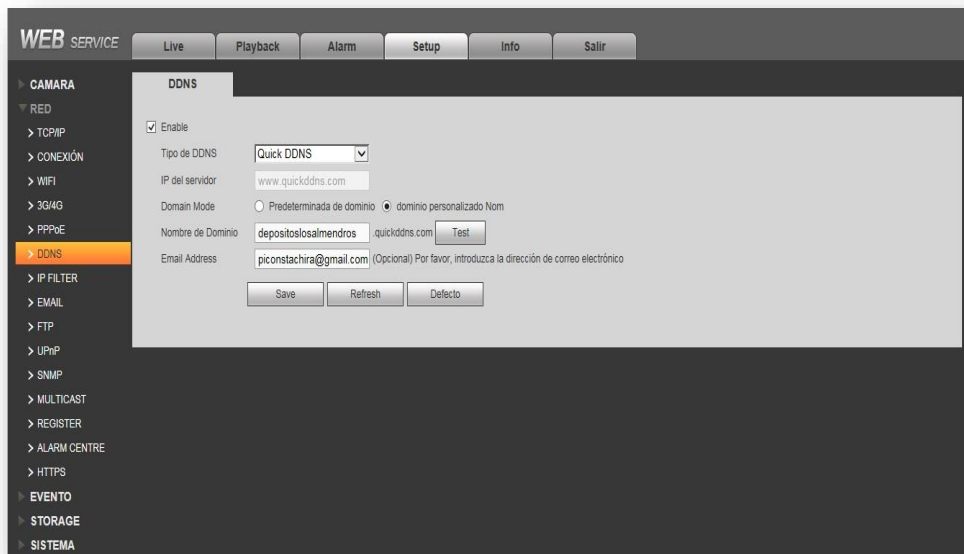 WEB SERVICE
Live
Playback
Alarm
Setup
Info
Salir
CAMARA
RED
TCP/IP
CONEXIÓN
WIFI
3G/4G
PPPoE
DDNS
IP FILTER
EMAIL
FTP
UPnP
SNMP
MULTICAST
REGISTER
ALARM CENTRE
HTTPS
EVENTO
STORAGE
SISTEMA
DDNS
Enable
Tipo de DDNS Quick DDNS
IP del servidor www.quickddns.com
Domain Mode Predeterminada de dominio dominio personalizado Nom
Nombre de Dominio depositoslosalmendros .quickddns.com Test
Email Address piconstachira@gmail.com (Opcional) Por favor, introduzca la dirección de correo electrónico
Save Refresh Defecto